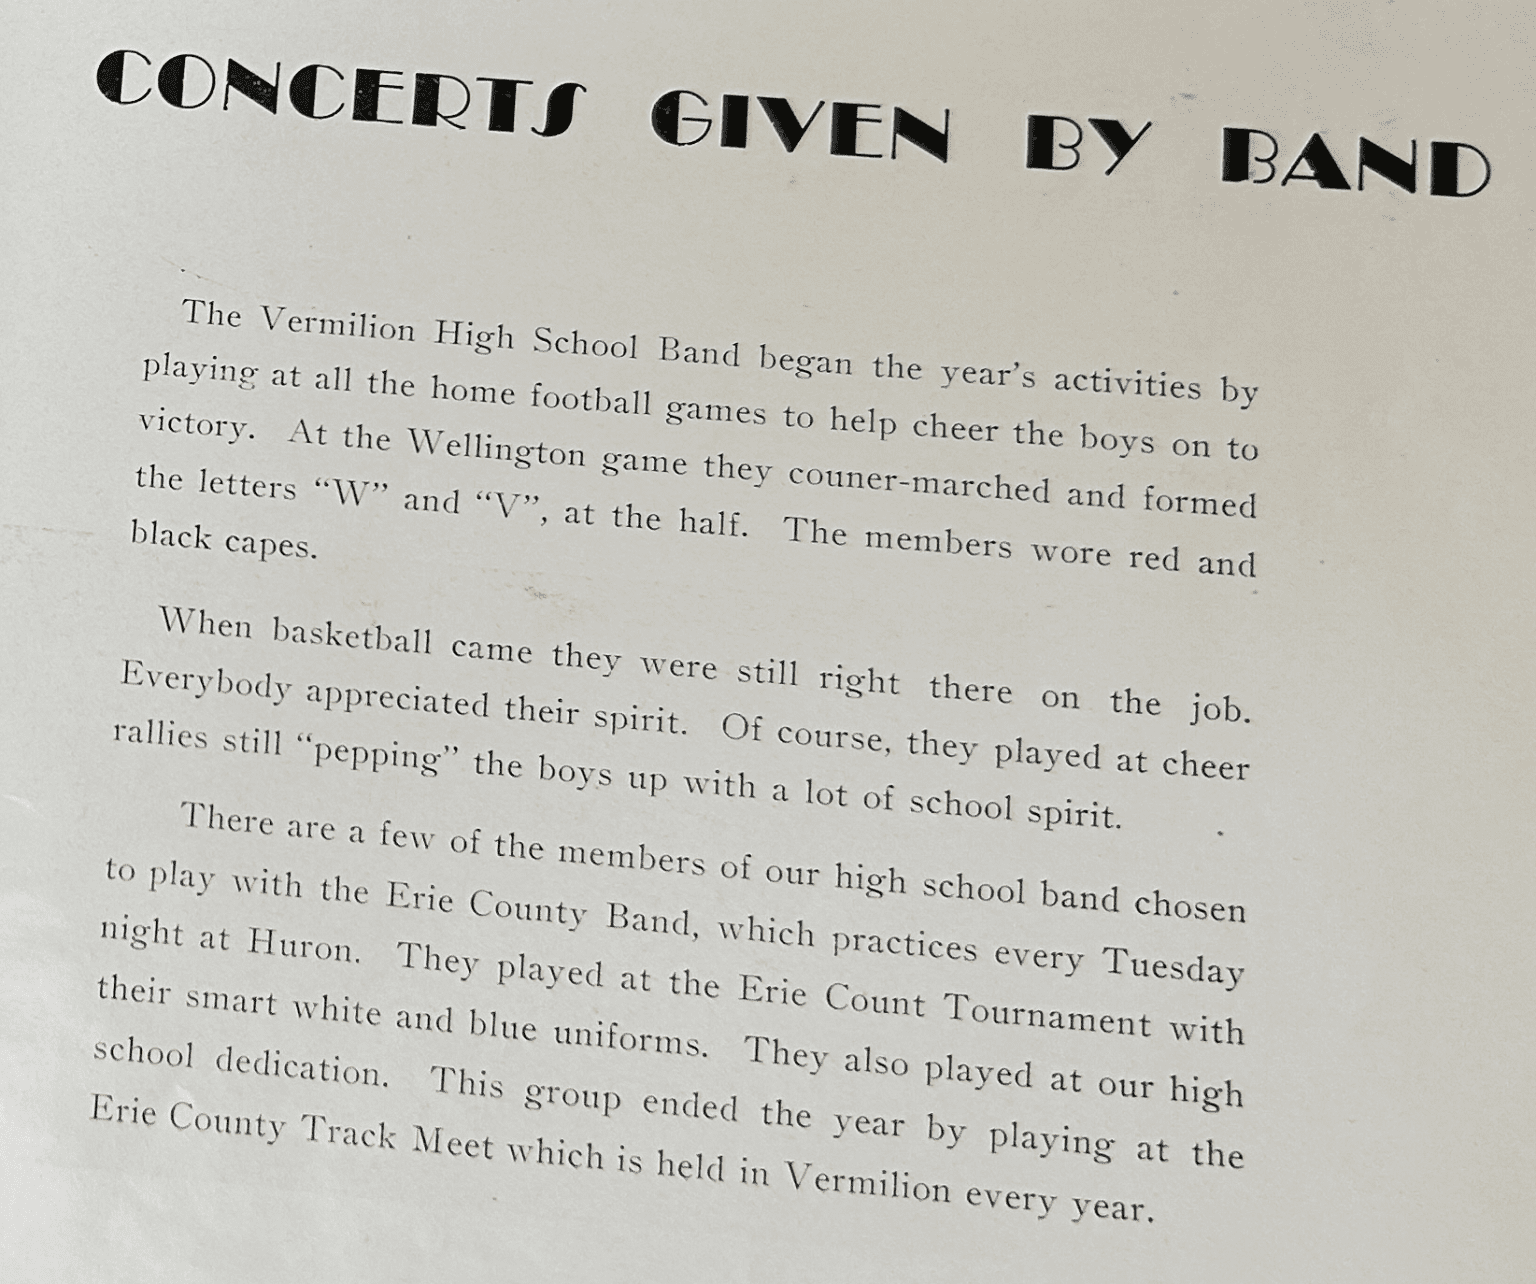 CONCERTS GIVEN BY BAND
The Vermilion High School Band began the year's activities by
playing at all the home football games to help cheer the boys on to
victory. At the Wellington game they couner-marched and formed
the letters “W” and “V”, at the half. The members wore red and
black capes.
When basketball came they were still right there on the job.
Everybody appreciated their spirit. Of course, they played at cheer
rallies still “pepping” the boys up with a lot of school spirit.
There are a few of the members of our high school band chosen
to play with the Erie County Band, which practices every Tuesday
night at Huron. They played at the Erie Count Tournament with
their smart white and blue uniforms. They also played at our high
school dedication. This group ended the year by playing at the
Erie County Track Meet which is held in Vermilion every year.